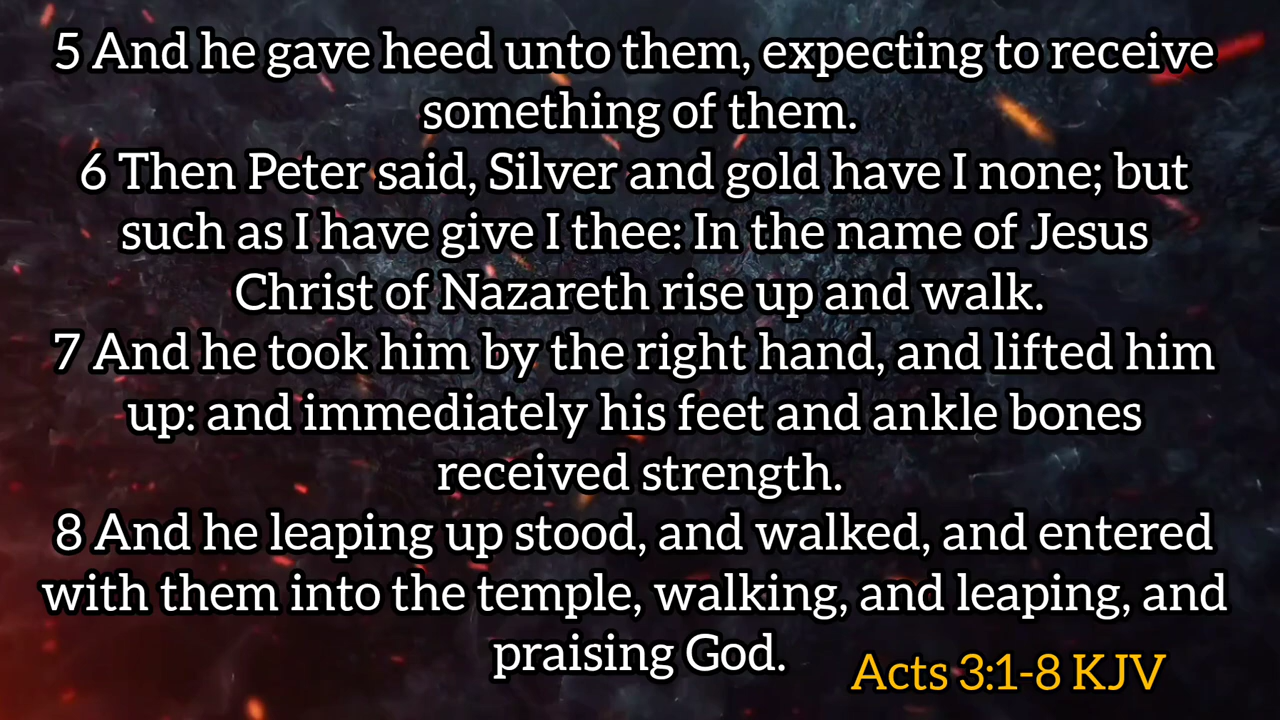 5 And he gave heed unto them, expecting to receive
something of them.
6 Then Peter said, Silver and gold have I none; but
such as I have give I thee: In the name of Jesus
Christ of Nazareth rise up and walk.
7 And he took him by the right hand, and lifted him
up: and immediately his feet and ankle bones
received strength.
8 And he leaping up stood, and walked, and entered
with them into the temple, walking, and leaping, and
praising God.
Acts 3:1-8 KJV